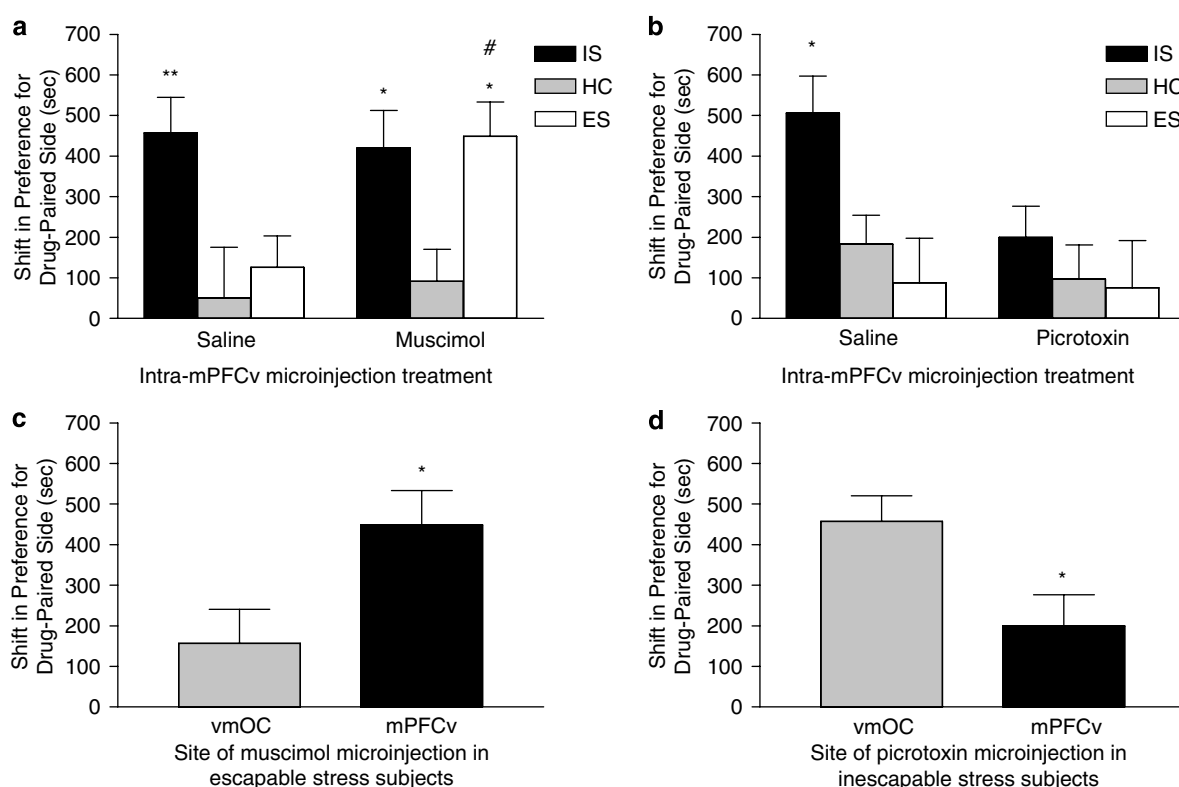 a
700
600
500
400
300
200
100
0
Shift in Preference for
Drug-Paired Side (sec)
**
*
#
*
IS
HC
ES
Saline
Muscimol
Intra-mPFCv microinjection treatment
b
700
600
500
400
300
200
100
0
Shift in Preference for
Drug-Paired Side (sec)
*
IS
HC
ES
Saline
Picrotoxin
Intra-mPFCv microinjection treatment
c
700
600
500
400
300
200
100
0
Shift in Preference for
Drug-Paired Side (sec)
*
vmOC
mPFCv
Site of muscimol microinjection in
escapable stress subjects
d
700
600
500
400
300
200
100
0
Shift in Preference for
Drug-Paired Side (sec)
*
vmOC
mPFCv
Site of picrotoxin microinjection in
inescapable stress subjects